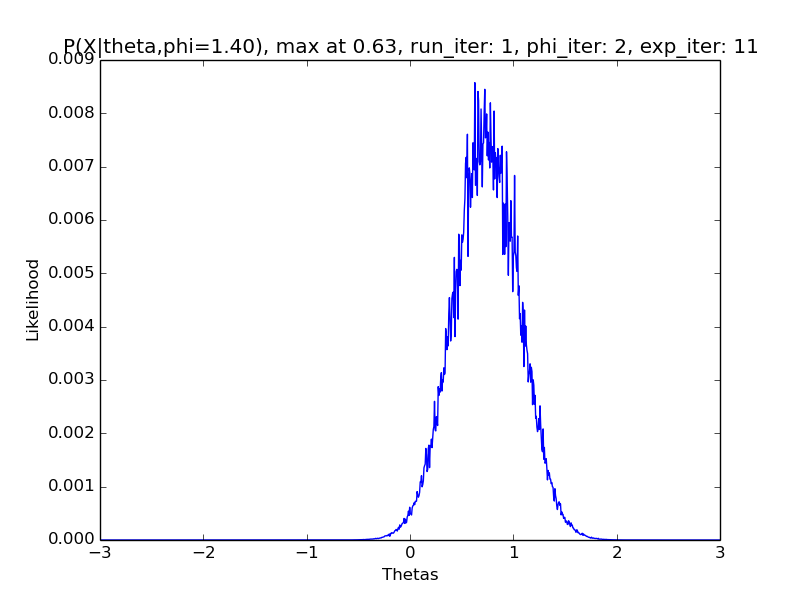 P(X|theta,phi=1.40), max at 0.63, run_iter: 1, phi_iter: 2, exp_iter: 11
0.009
0.008
0.007
0.006
0.005
0.004
0.003
0.002
0.001
0.000
Likelihood
−3 −2 −1 0 1 2 3
Thetas